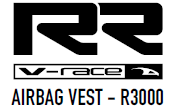 RR
V-race
AIRBAG VEST - R3000